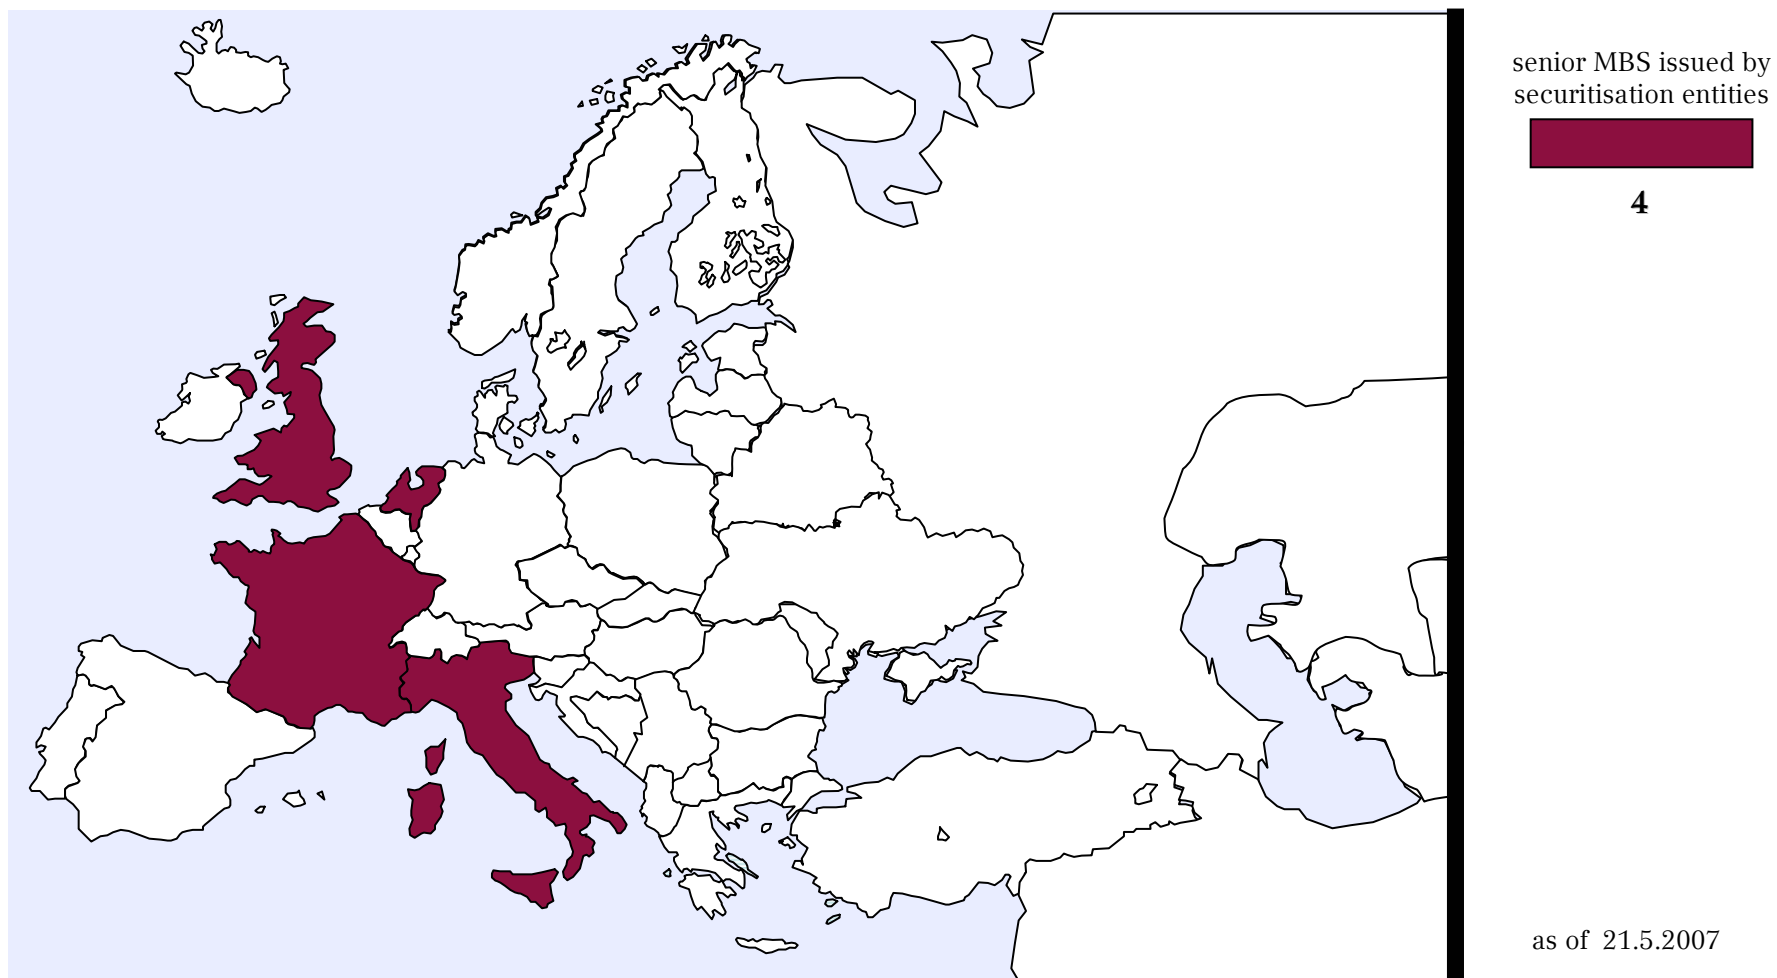 senior MBS issued by
securitisation entities
4
as of 21.5.2007